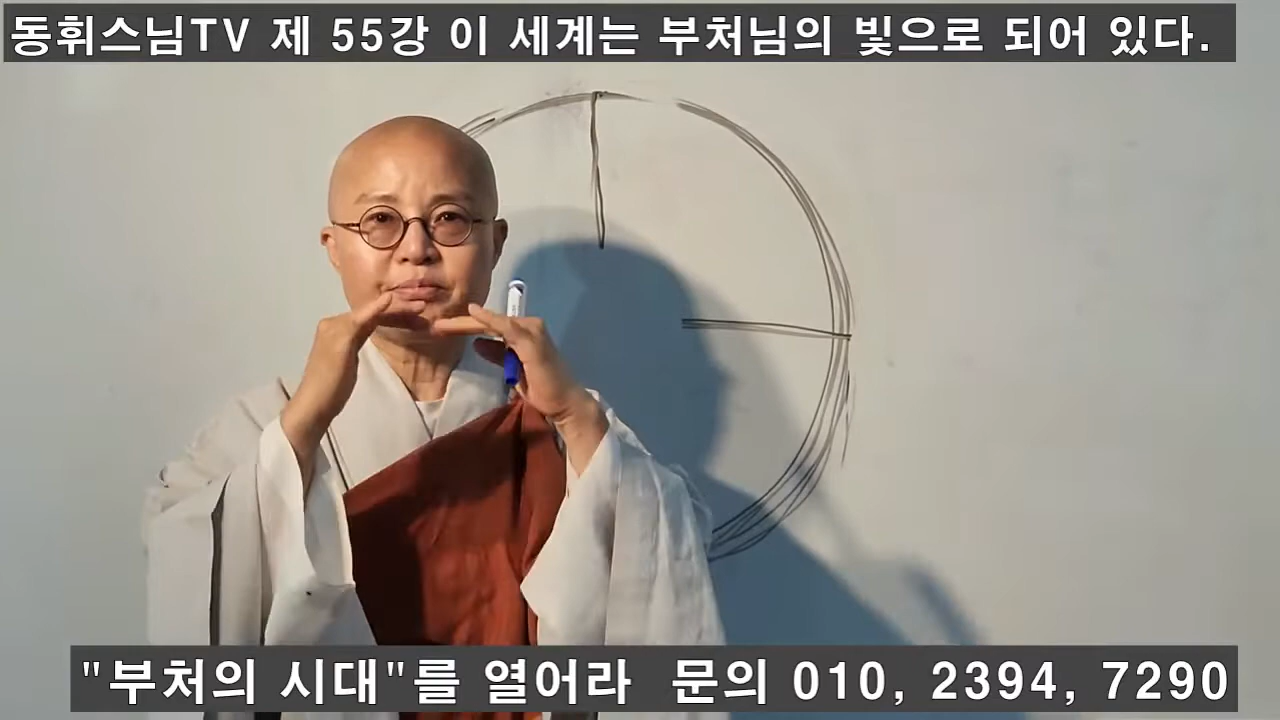 동휘스님TV 제 55강 이 세계는 부처님의 빛으로 되어 있다.
"부처의 시대"를 열어라 문의 010, 2394, 7290